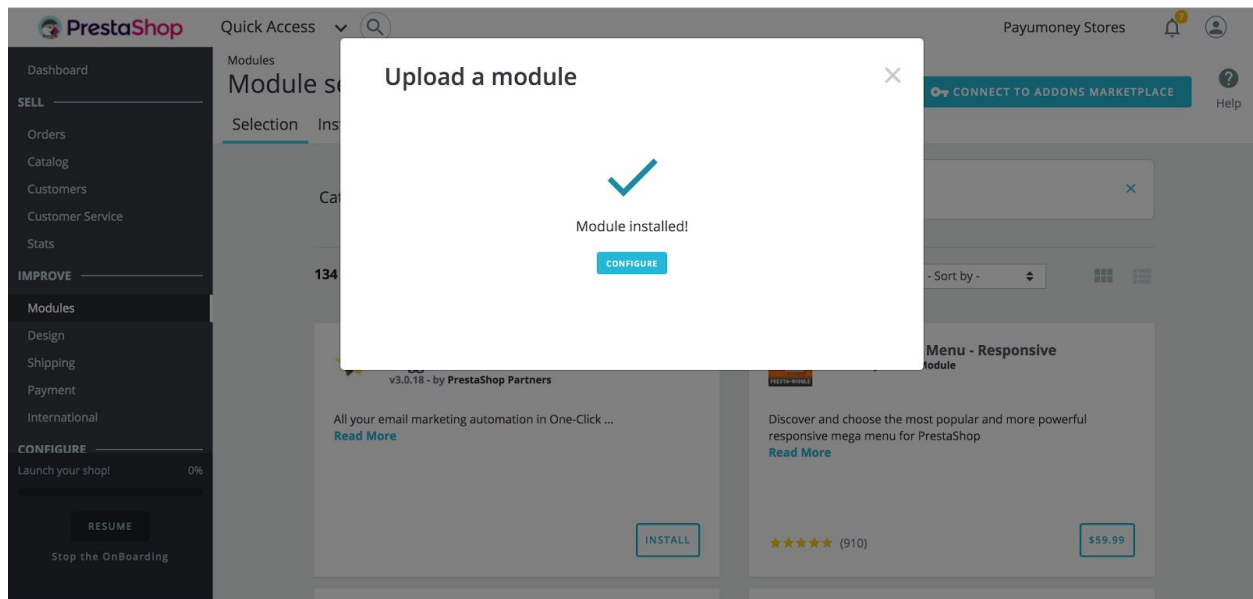 PrestaShop
Quick Access
Payumoney Stores
Dashboard
SELL
Orders
Catalog
Customers
Customer Service
Stats
IMPROVE
Modules
Design
Shipping
Payment
International
CONFIGURE
Launch your shop! 0%
RESUME
Stop the OnBoarding
Modules
Module se
Selection Ins
CONNECT TO ADDONS MARKETPLACE
Help
Upload a module
Module installed!
CONFIGURE
Cat
134
- Sort by -
v3.0.18 - by PrestaShop Partners
All your email marketing automation in One-Click ...
Read More
INSTALL
Menu - Responsive
Module
PRESTA-MODULE
Discover and choose the most popular and more powerful
responsive mega menu for PrestaShop
Read More
(910)
$59.99